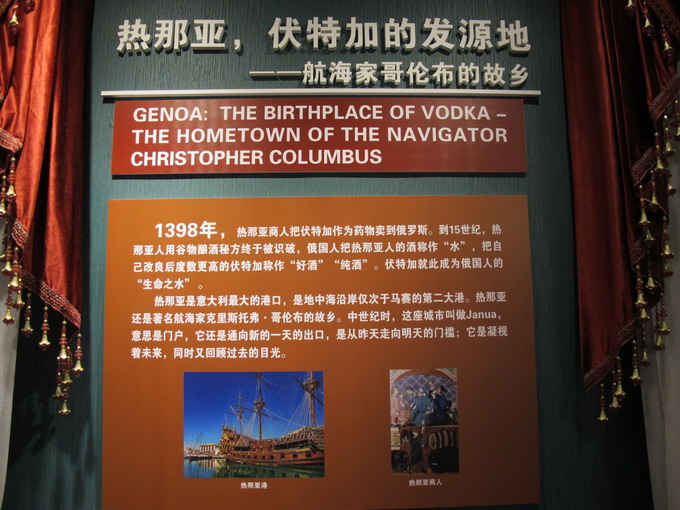 热那亚，伏特加的发源地
——航海家哥伦布的故乡
GENOA: THE BIRTHPLACE OF VODKA –
THE HOMETOWN OF THE NAVIGATOR
CHRISTOPHER COLUMBUS
1398年，热那亚商人把伏特加作为药物卖到俄罗斯。到15世纪，热
那亚人用谷物酿酒秘方终于被识破，俄国人把热那亚人的酒称作“水”，把自
己改良后度数更高的伏特加称作“好酒”“纯酒”。伏特加就此成为俄国人的
“生命之水”。
热那亚是意大利最大的港口，是地中海沿岸仅次于马赛的第二大港。热那亚
还是著名航海家克里斯托弗·哥伦布的故乡。中世纪时，这座城市叫做Janua，
意思是门户，它还是通向新的一天的出口，是从昨天走向明天的门槛；它是凝视
着未来，同时又回顾过去的目光。
热那亚港
热那亚商人